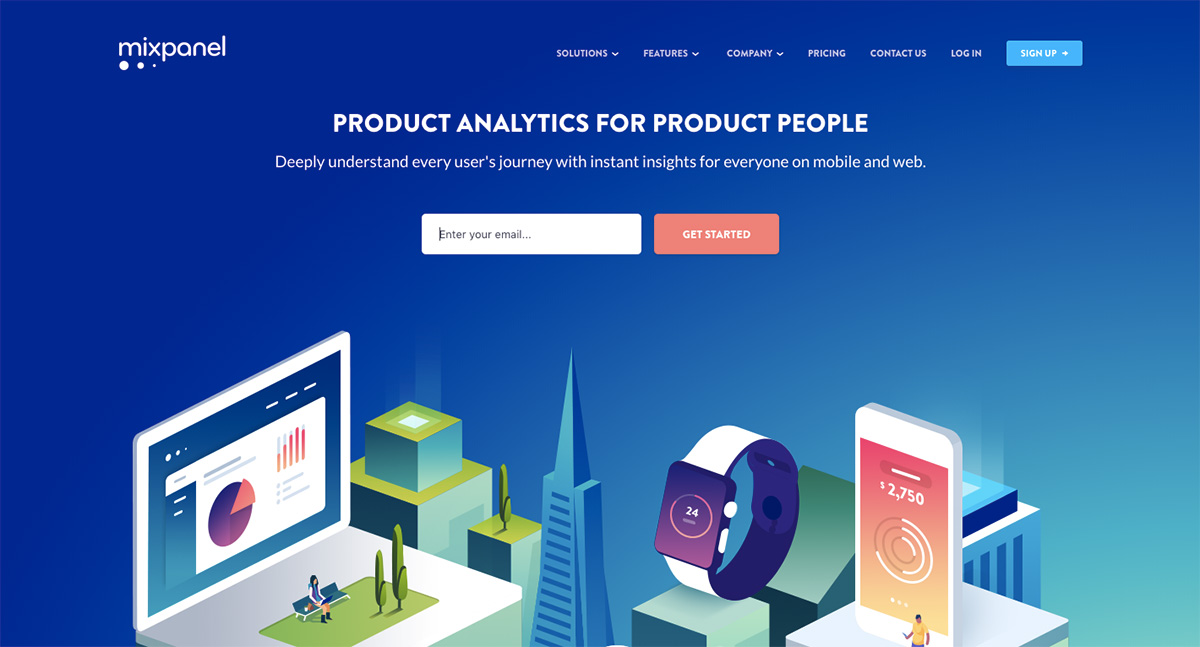 mixpanel
SOLUTIONS
FEATURES
COMPANY
PRICING
CONTACT US
LOG IN
SIGN UP →
PRODUCT ANALYTICS FOR PRODUCT PEOPLE
Deeply understand every user's journey with instant insights for everyone on mobile and web.
Enter your email...
GET STARTED
24
$ 2,750